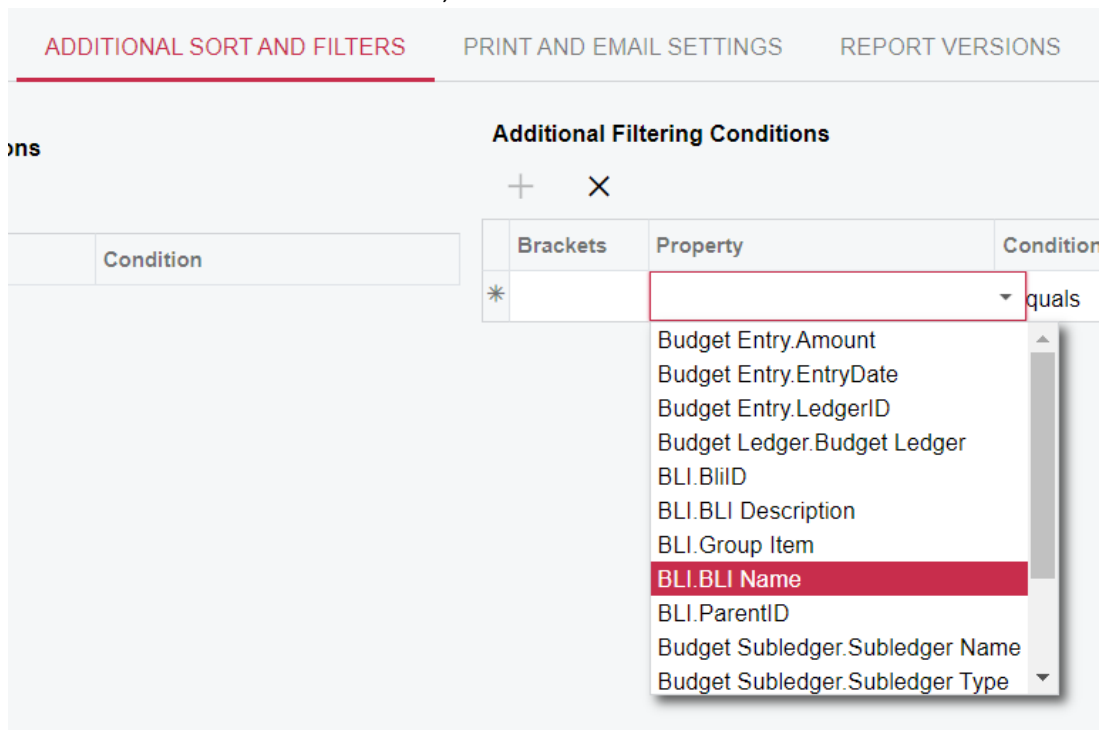 ADDITIONAL SORT AND FILTERS PRINT AND EMAIL SETTINGS REPORT VERSIONS
ons
Condition
Additional Filtering Conditions
Brackets Property Condition
quals
Budget Entry.Amount
Budget Entry.EntryDate
Budget Entry.LedgerID
Budget Ledger.Budget Ledger
BLI.BliID
BLI.BLI Description
BLI.Group Item
BLI.BLI Name
BLI.ParentID
Budget Subledger.Subledger Name
Budget Subledger.Subledger Type